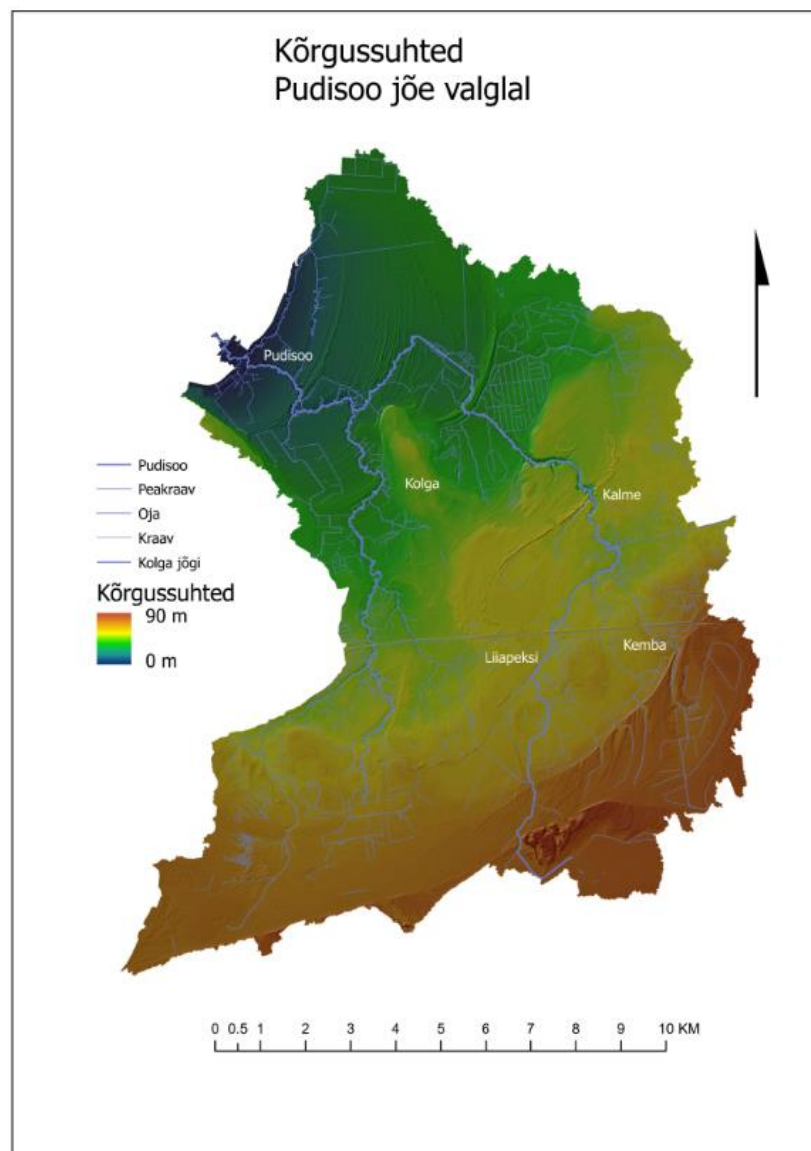 Kõrgussuhted
Pudisoo jõe valglal
Pudisoo
Pudisoo
Peakraav
Oja
Kraav
Kolga jõgi
Kõrgussuhted
90 m
0 m
Kolga
Kalme
Liiapeksi
Kemba
0 0.5 1 2 3 4 5 6 7 8 9 10 KM